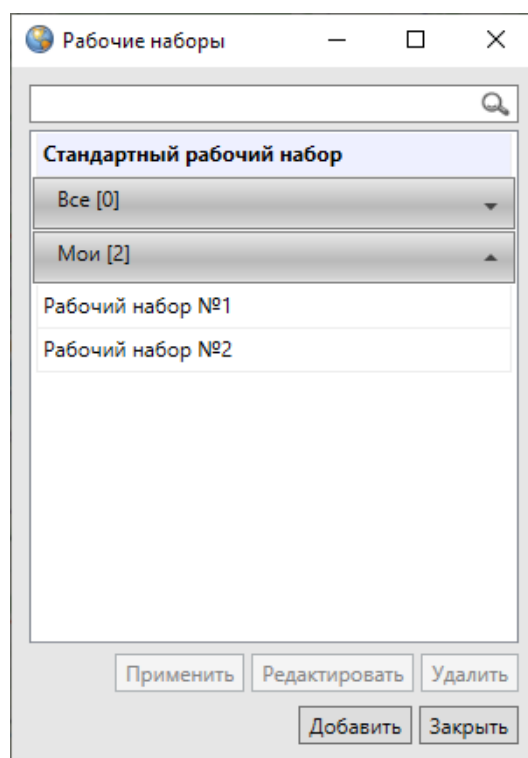 Рабочие наборы
Стандартный рабочий набор
Все [0]
Мои [2]
Рабочий набор №1
Рабочий набор №2
Применить Редактировать Удалить
Добавить Закрыть